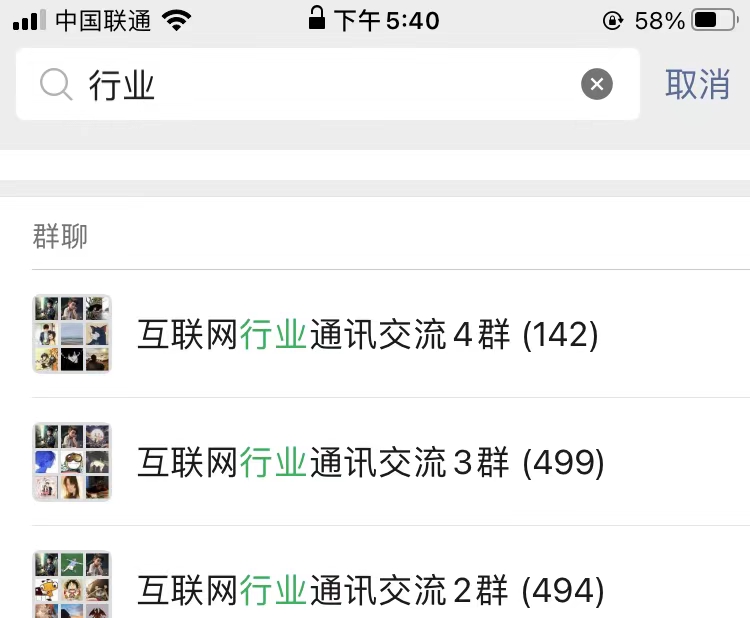 中国联通 下午5:40 58%
行业 取消
群聊
互联网行业通讯交流4群 (142)
互联网行业通讯交流3群 (499)
互联网行业通讯交流2群 (494)